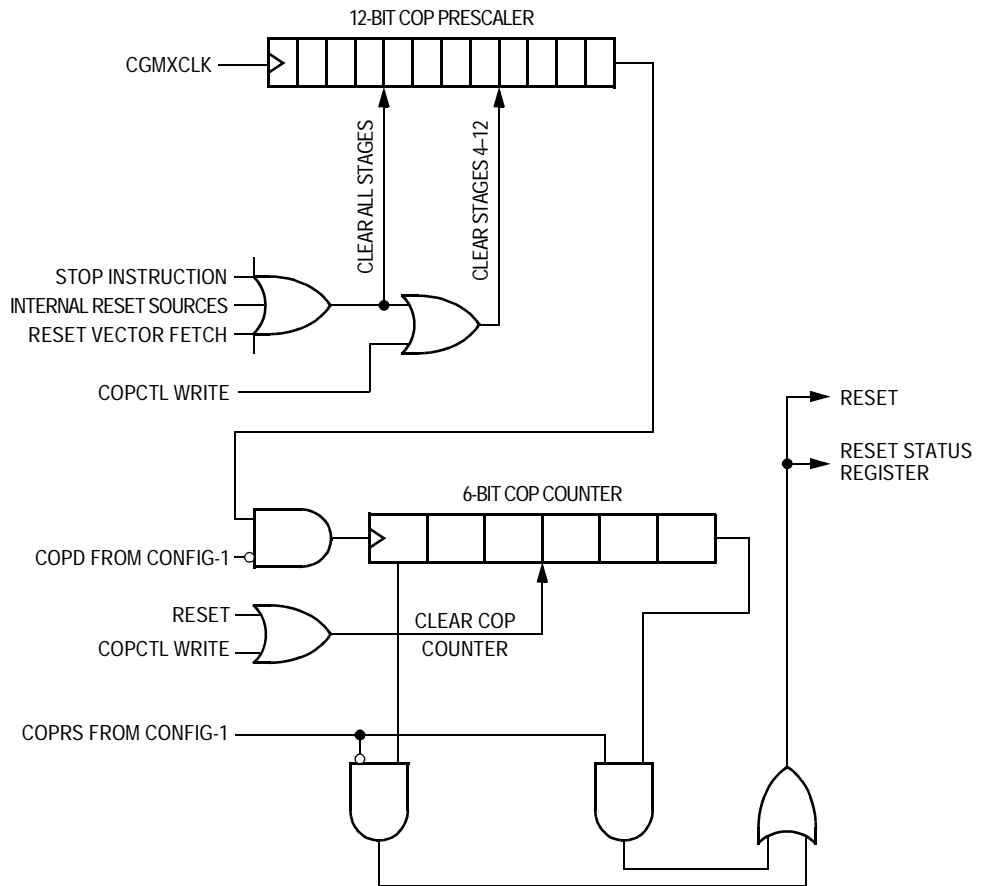 12-BIT COP PRESCALER
CGMXCLK
CLEAR ALL STAGES
CLEAR STAGES 4–12
STOP INSTRUCTION
INTERNAL RESET SOURCES
RESET VECTOR FETCH
COPCTL WRITE
RESET
RESET STATUS
REGISTER
6-BIT COP COUNTER
COPD FROM CONFIG-1
RESET
CLEAR COP
COUNTER
COPCTL WRITE
COPRS FROM CONFIG-1